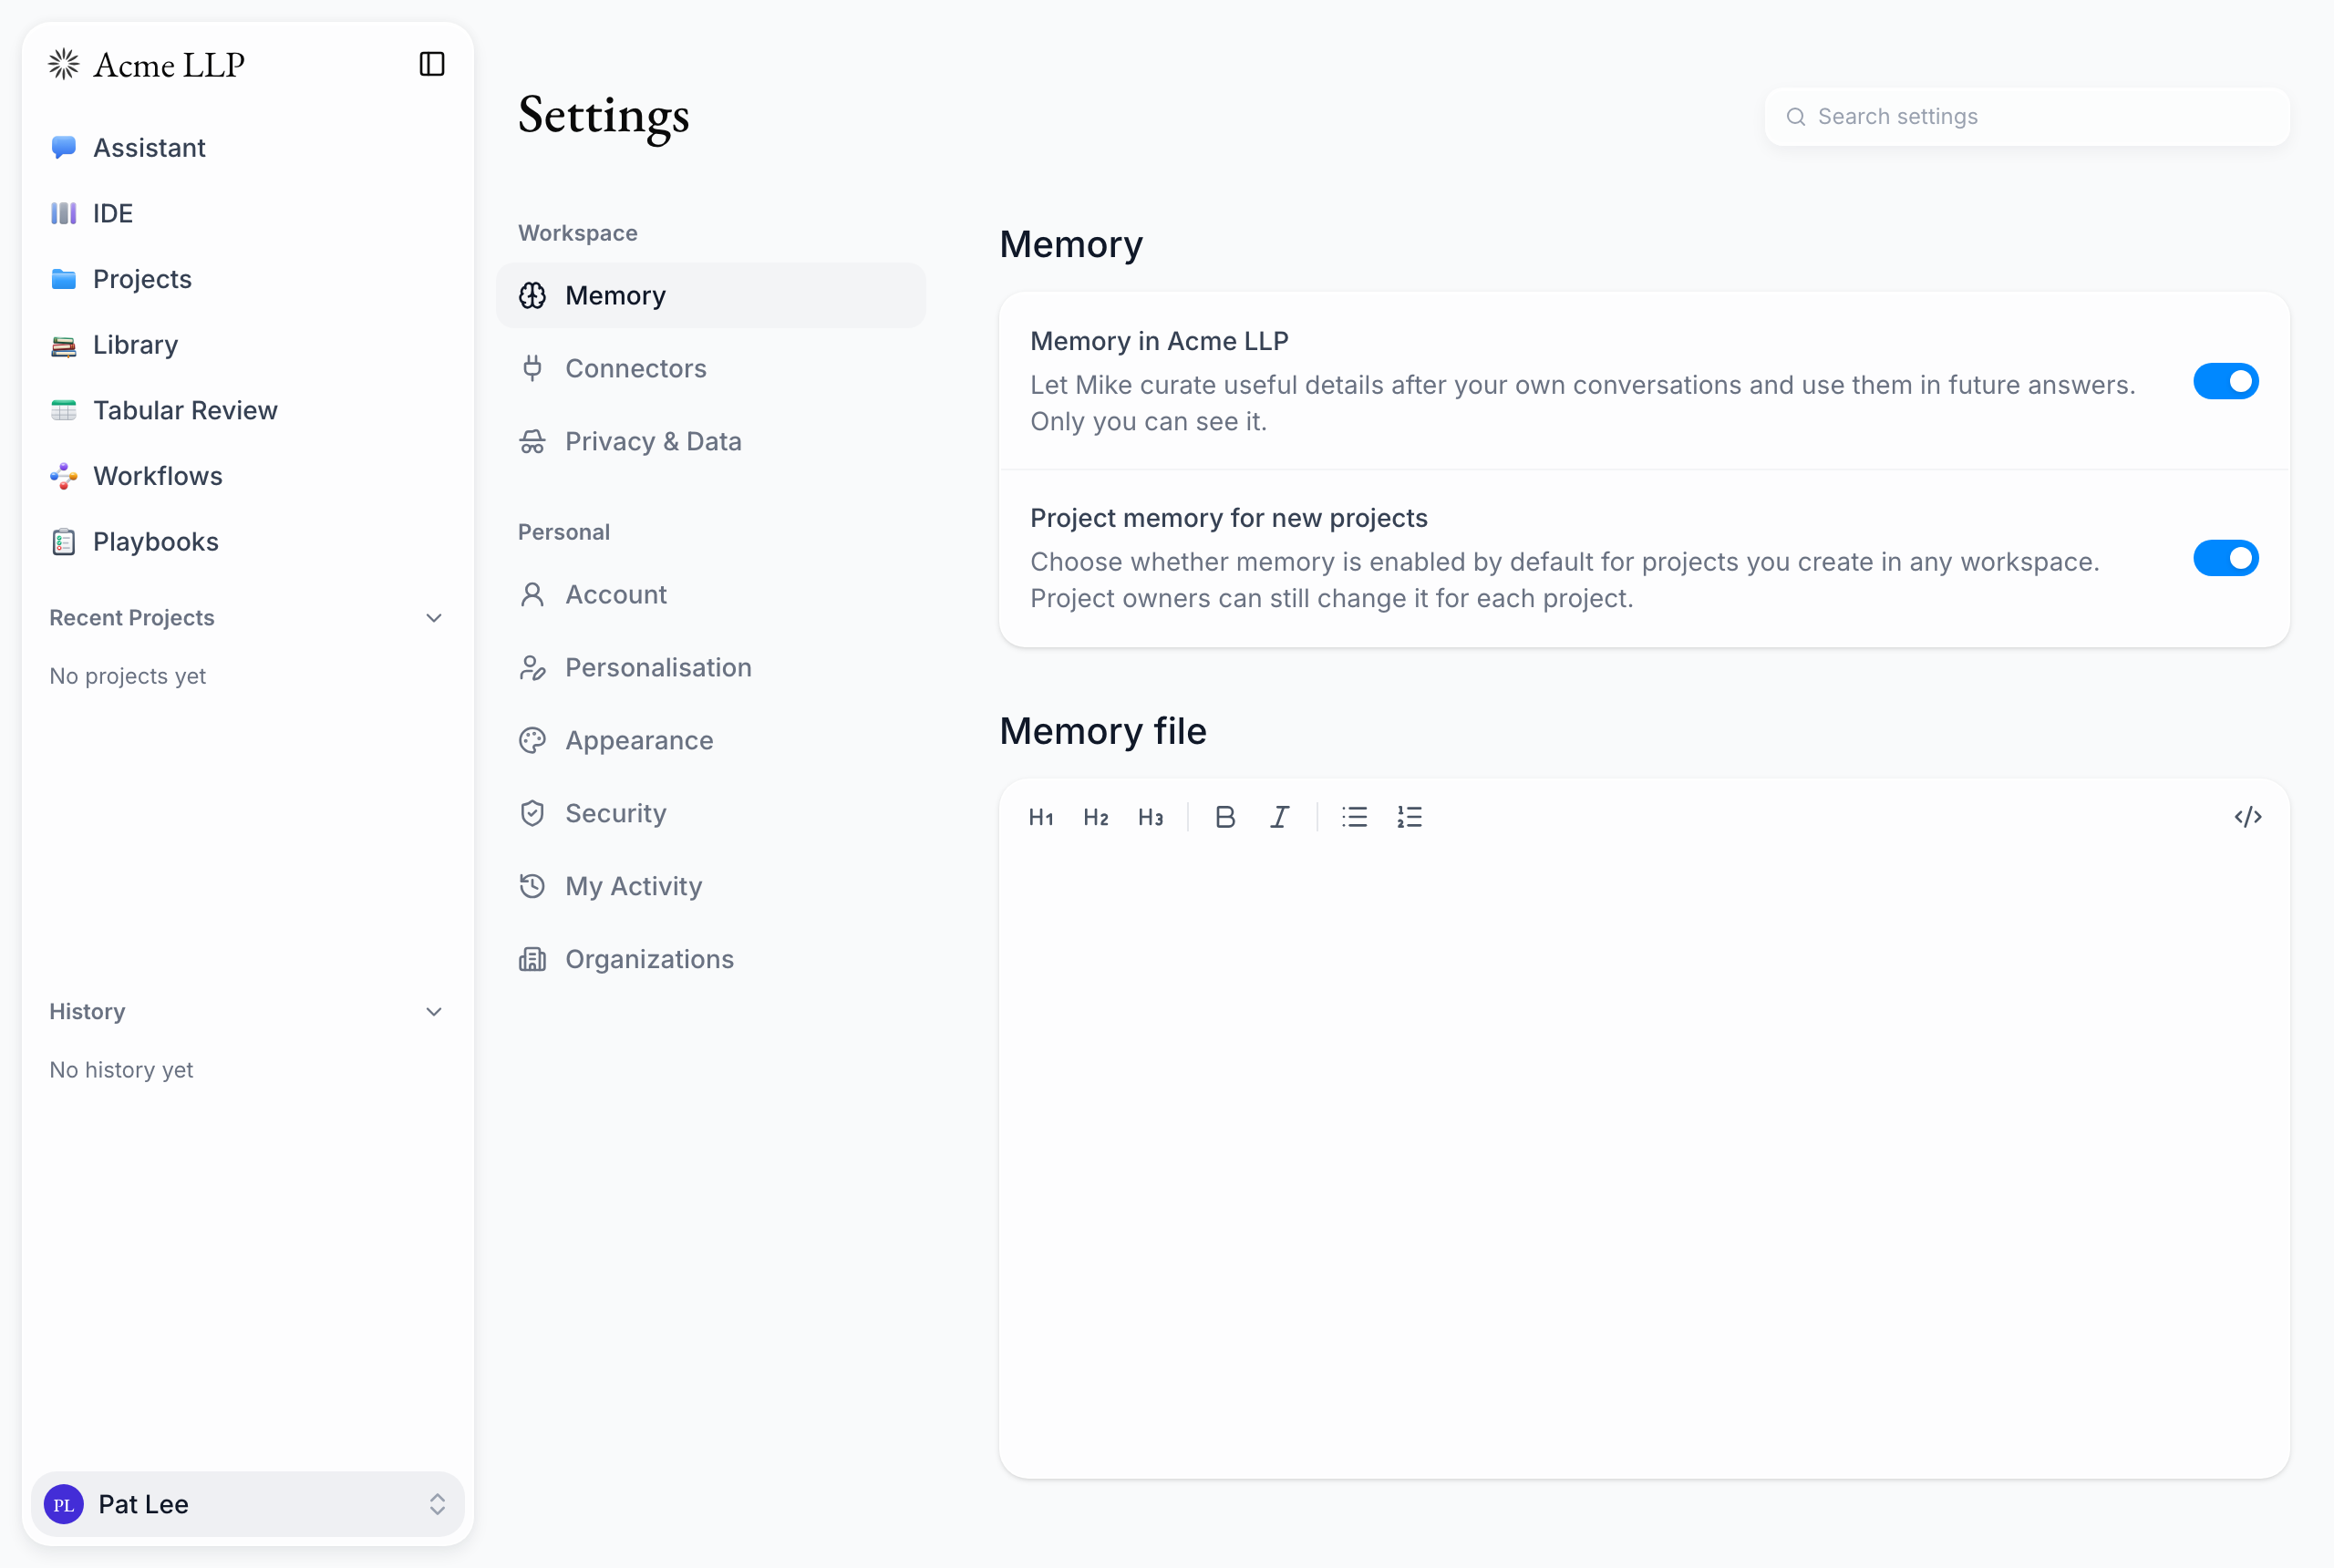 Acme LLP
Assistant
IDE
Projects
Library
Tabular Review
Workflows
Playbooks
Recent Projects
No projects yet
History
No history yet
PL
Pat Lee
Settings
Search settings
Workspace
Memory
Connectors
Privacy & Data
Personal
Account
Personalisation
Appearance
Security
My Activity
Organizations
Memory
Memory in Acme LLP
Let Mike curate useful details after your own conversations and use them in future answers.
Only you can see it.
Project memory for new projects
Choose whether memory is enabled by default for projects you create in any workspace.
Project owners can still change it for each project.
Memory file
H1 H2 H3 B I </>